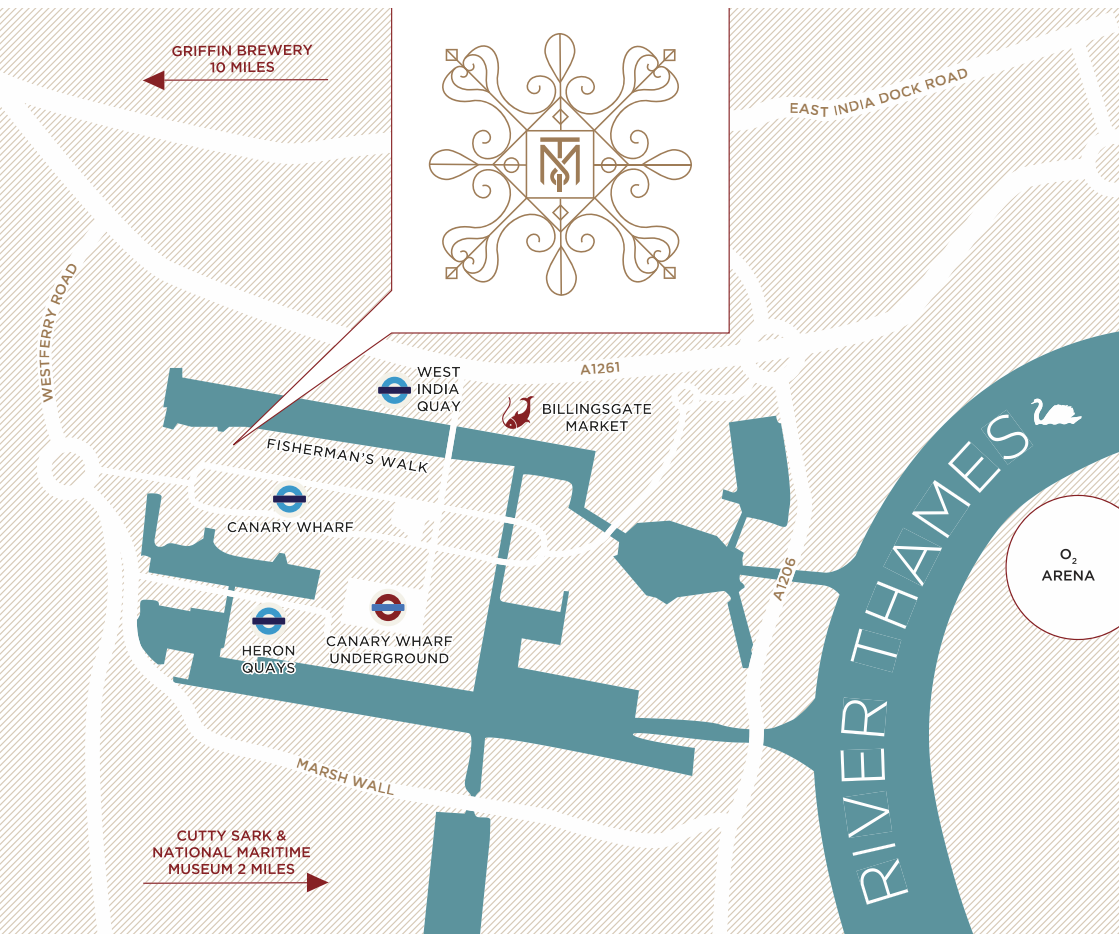 GRIFFIN BREWERY
10 MILES
EAST INDIA DOCK ROAD
WESTFERRY ROAD
A1261
WEST
INDIA
QUAY
BILLINGSGATE
MARKET
FISHERMAN'S WALK
CANARY WHARF
RIVER THAMES
O₂
ARENA
A1206
HERON
QUAYS
CANARY WHARF
UNDERGROUND
MARSH WALL
CUTTY SARK &
NATIONAL MARITIME
MUSEUM 2 MILES